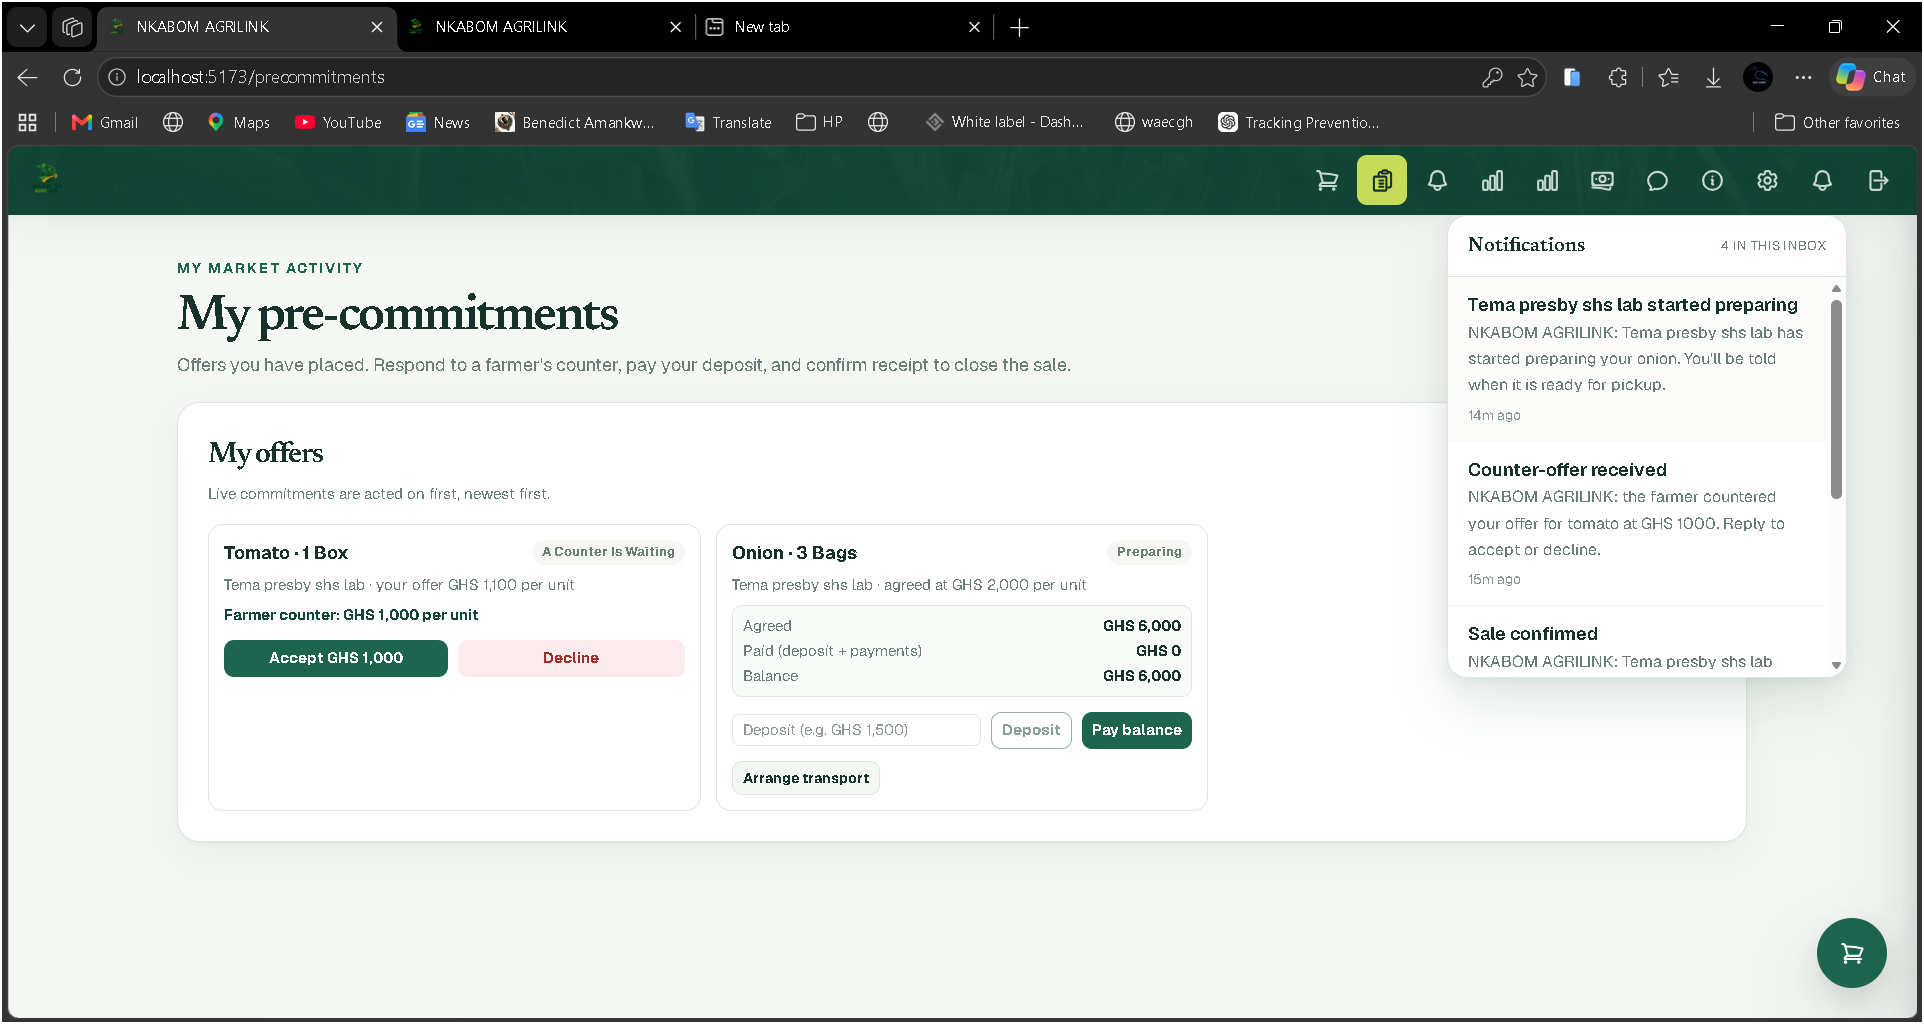 NKABOM AGRILINK
NKABOM AGRILINK
New tab
localhost:5173/precommitments
Chat
Gmail
Maps
YouTube
News
Benedict Amankw...
Translate
HP
White label - Dash...
waecgh
Tracking Preventio...
Other favorites
MY MARKET ACTIVITY
My pre-commitments
Offers you have placed. Respond to a farmer's counter, pay your deposit, and confirm receipt to close the sale.
My offers
Live commitments are acted on first, newest first.
Tomato · 1 Box
A Counter Is Waiting
Tema presby shs lab · your offer GHS 1,100 per unit
Farmer counter: GHS 1,000 per unit
Accept GHS 1,000
Decline
Onion · 3 Bags
Preparing
Tema presby shs lab · agreed at GHS 2,000 per unit
Agreed GHS 6,000
Paid (deposit + payments) GHS 0
Balance GHS 6,000
Deposit (e.g. GHS 1,500)
Deposit
Pay balance
Arrange transport
Notifications
4 IN THIS INBOX
Tema presby shs lab started preparing
NKABOM AGRILINK: Tema presby shs lab has
started preparing your onion. You'll be told
when it is ready for pickup.
14m ago
Counter-offer received
NKABOM AGRILINK: the farmer countered
your offer for tomato at GHS 1000. Reply to
accept or decline.
15m ago
Sale confirmed
NKABOM AGRILINK: Tema presby shs lab